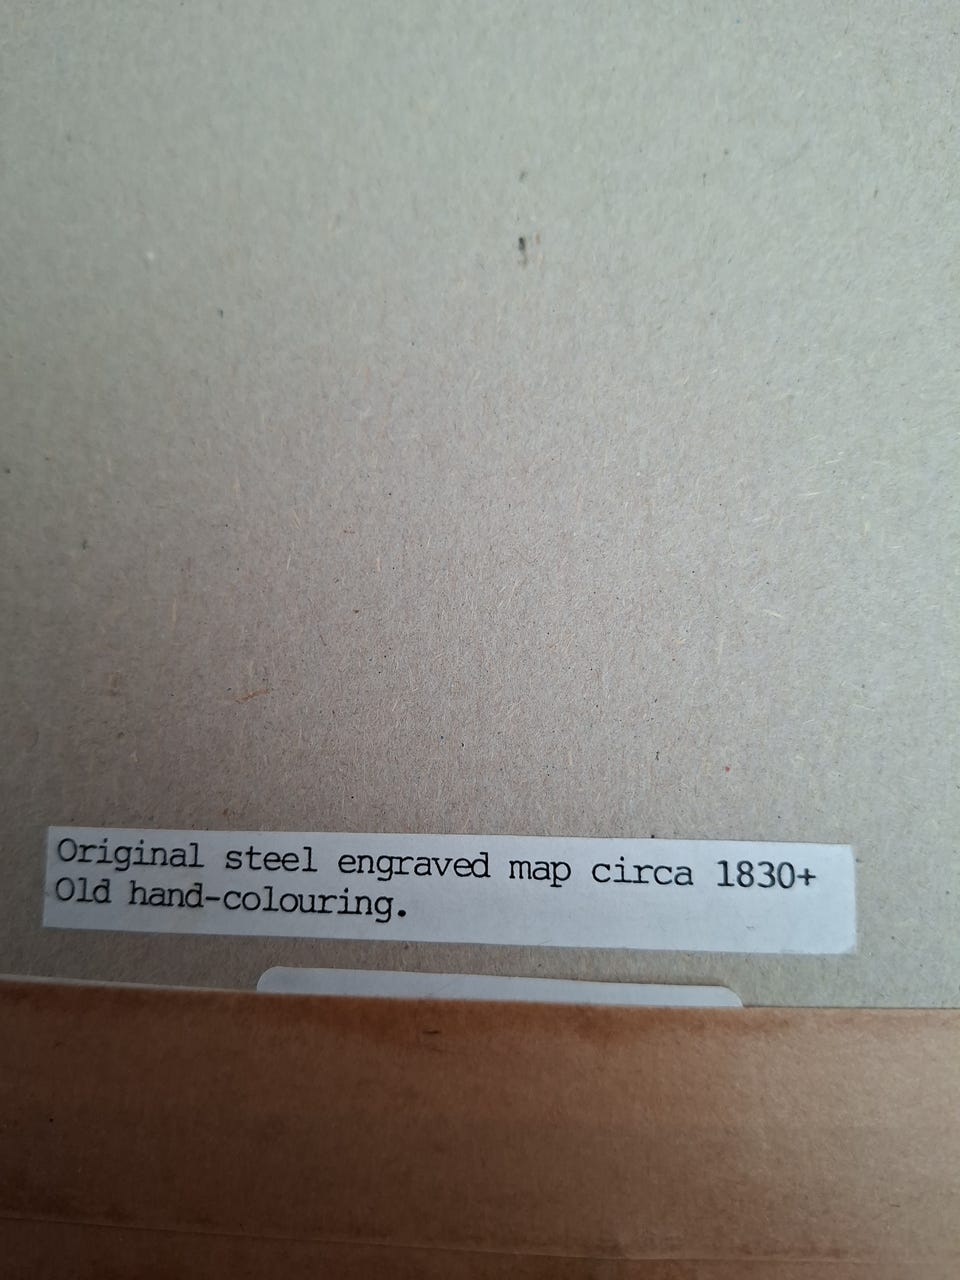 Original steel engraved map circa 1830+
Old hand-colouring.